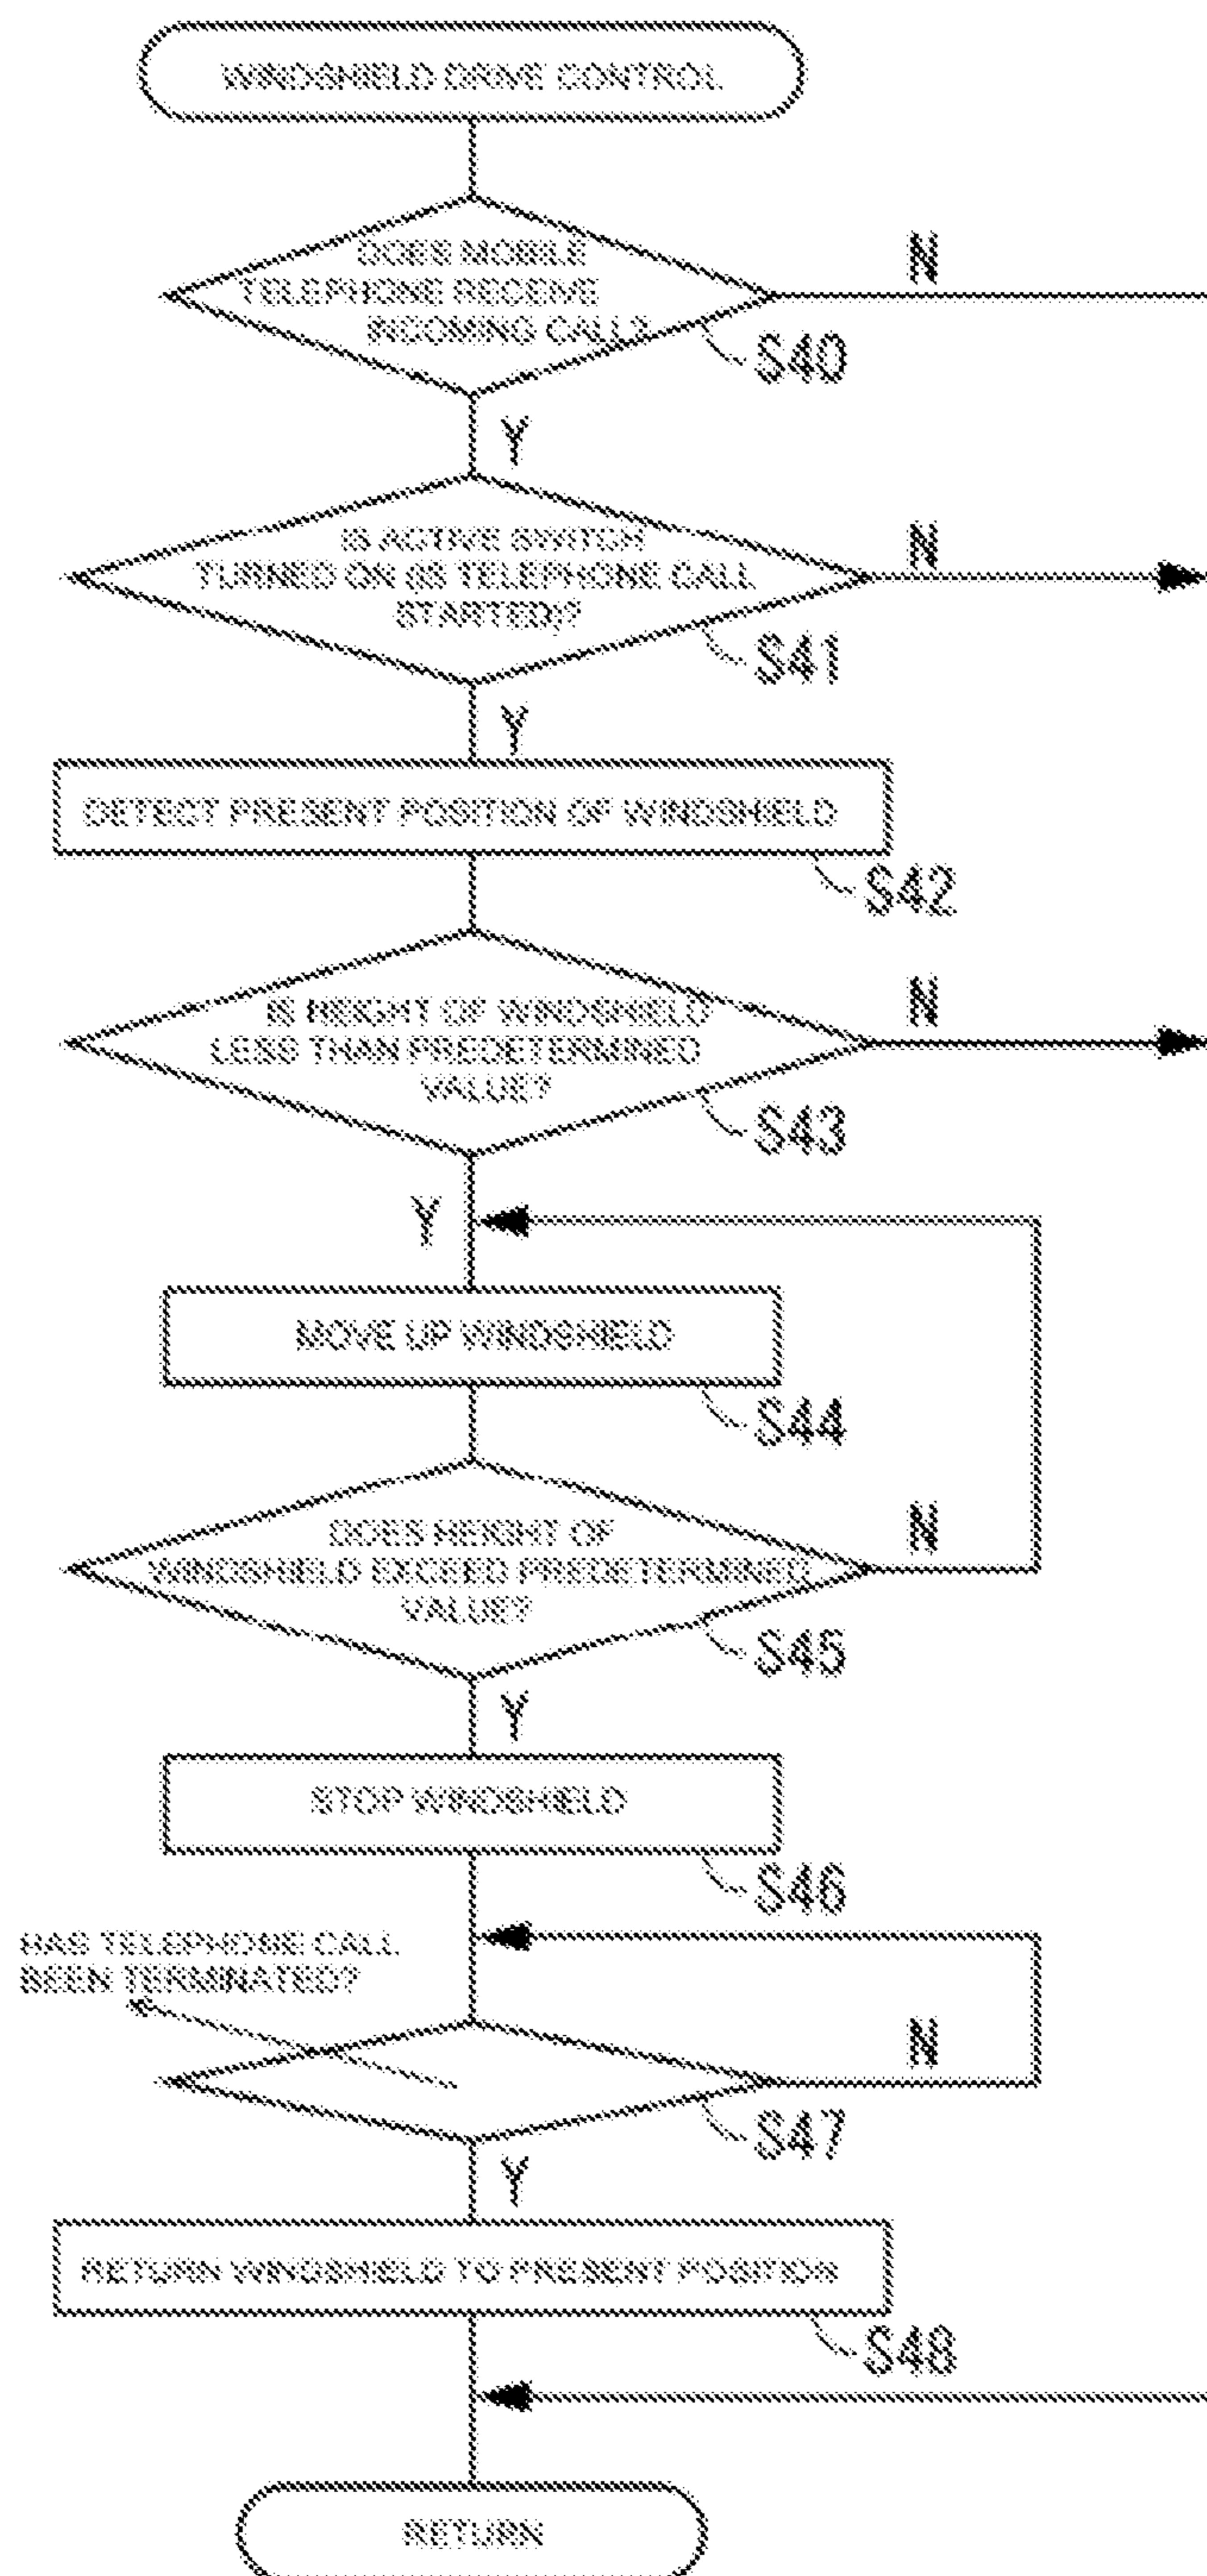 WINDSHIELD DRIVE CONTROL
DOES MOBILE
TELEPHONE RECEIVE
INCOMING CALL?
N
S40
Y
IS ACTIVE SWITCH
TURNED ON (IS TELEPHONE CALL
STARTED)?
N
S41
Y
DETECT PRESENT POSITION OF WINDSHIELD
S42
IS HEIGHT OF WINDSHIELD
LESS THAN PREDETERMINED
VALUE?
N
S43
Y
MOVE UP WINDSHIELD
S44
DOES HEIGHT OF
WINDSHIELD EXCEED PREDETERMINED
VALUE?
N
S45
Y
STOP WINDSHIELD
S46
HAS TELEPHONE CALL
BEEN TERMINATED?
N
S47
Y
RETURN WINDSHIELD TO PRESENT POSITION
S48
RETURN